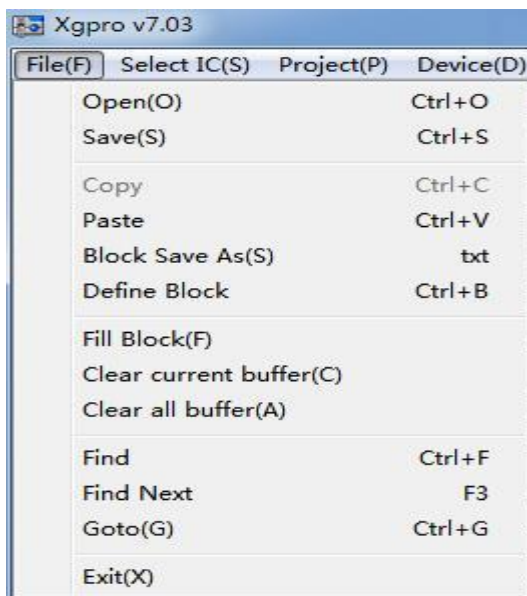 Xgpro v7.03
File(F) Select IC(S) Project(P) Device(D)
Open(O) Ctrl+O
Save(S) Ctrl+S
Copy Ctrl+C
Paste Ctrl+V
Block Save As(S) txt
Define Block Ctrl+B
Fill Block(F)
Clear current buffer(C)
Clear all buffer(A)
Find Ctrl+F
Find Next F3
Goto(G) Ctrl+G
Exit(X)